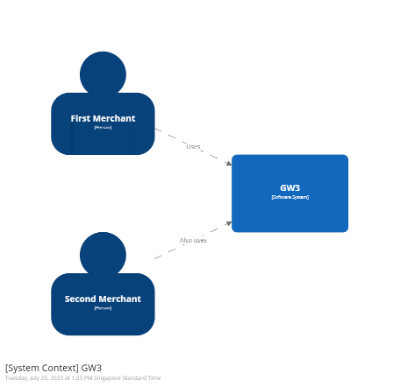 First Merchant
[Person]
Uses
GW3
[Software System]
Also uses
Second Merchant
[Person]
[System Context] GW3
Tuesday, July 25, 2023 at 1:25 PM Singapore Standard Time